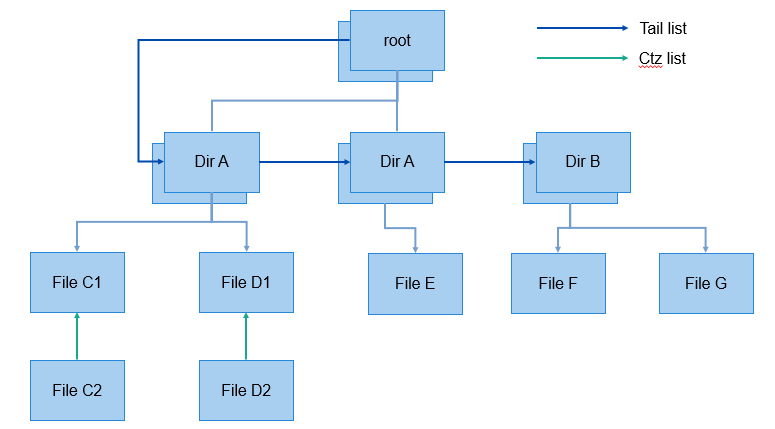 root
Tail list
Ctz list
Dir A
Dir A
Dir B
File C1
File D1
File E
File F
File G
File C2
File D2